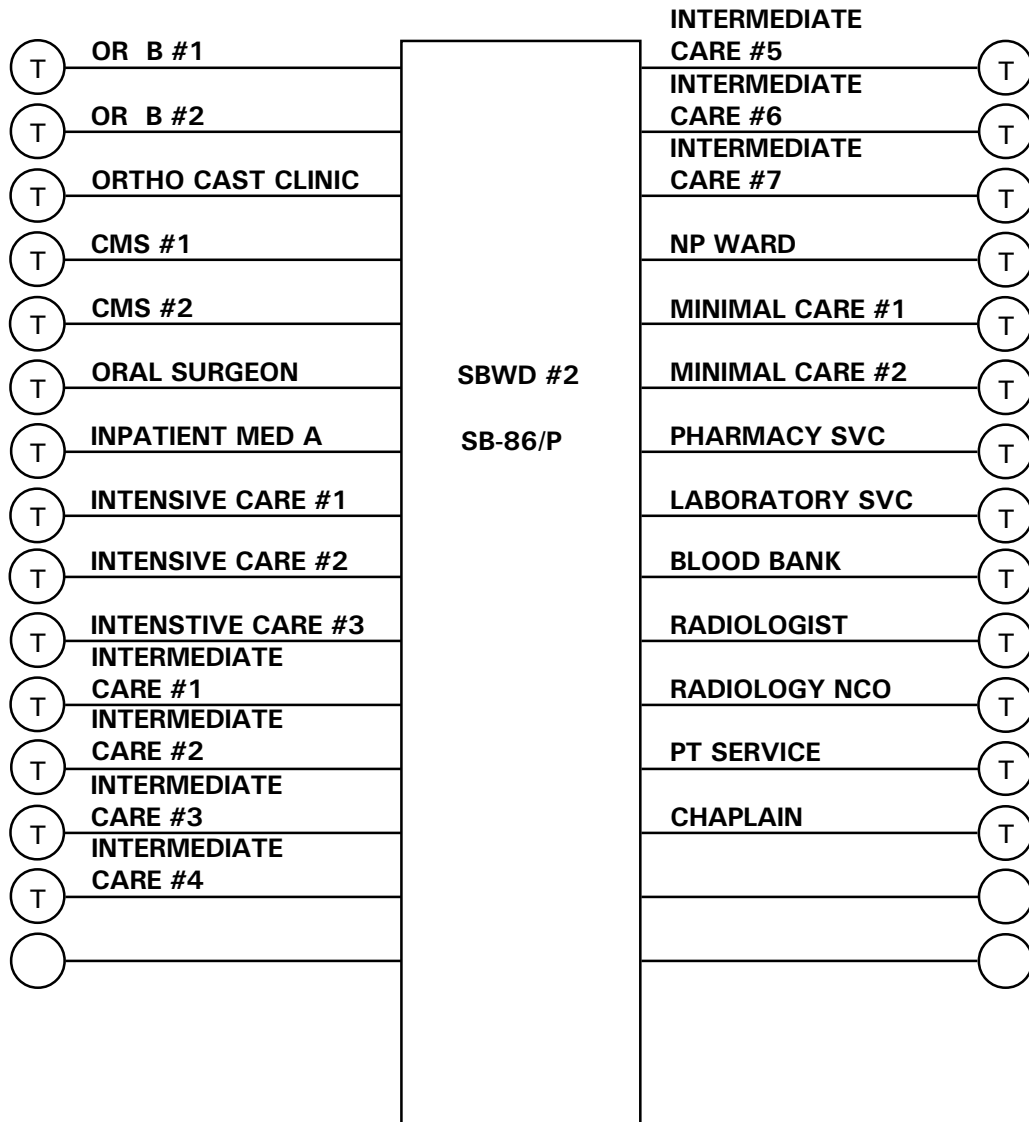 T OR B #1
T OR B #2
T ORTHO CAST CLINIC
T CMS #1
T CMS #2
T ORAL SURGEON
T INPATIENT MED A
T INTENSIVE CARE #1
T INTENSIVE CARE #2
T INTENSTIVE CARE #3
INTERMEDIATE
T CARE #1
INTERMEDIATE
T CARE #2
INTERMEDIATE
T CARE #3
INTERMEDIATE
T CARE #4
SBWD #2
SB-86/P
INTERMEDIATE
CARE #5 T
INTERMEDIATE
CARE #6 T
INTERMEDIATE
CARE #7 T
NP WARD T
MINIMAL CARE #1 T
MINIMAL CARE #2 T
PHARMACY SVC T
LABORATORY SVC T
BLOOD BANK T
RADIOLOGIST T
RADIOLOGY NCO T
PT SERVICE T
CHAPLAIN T